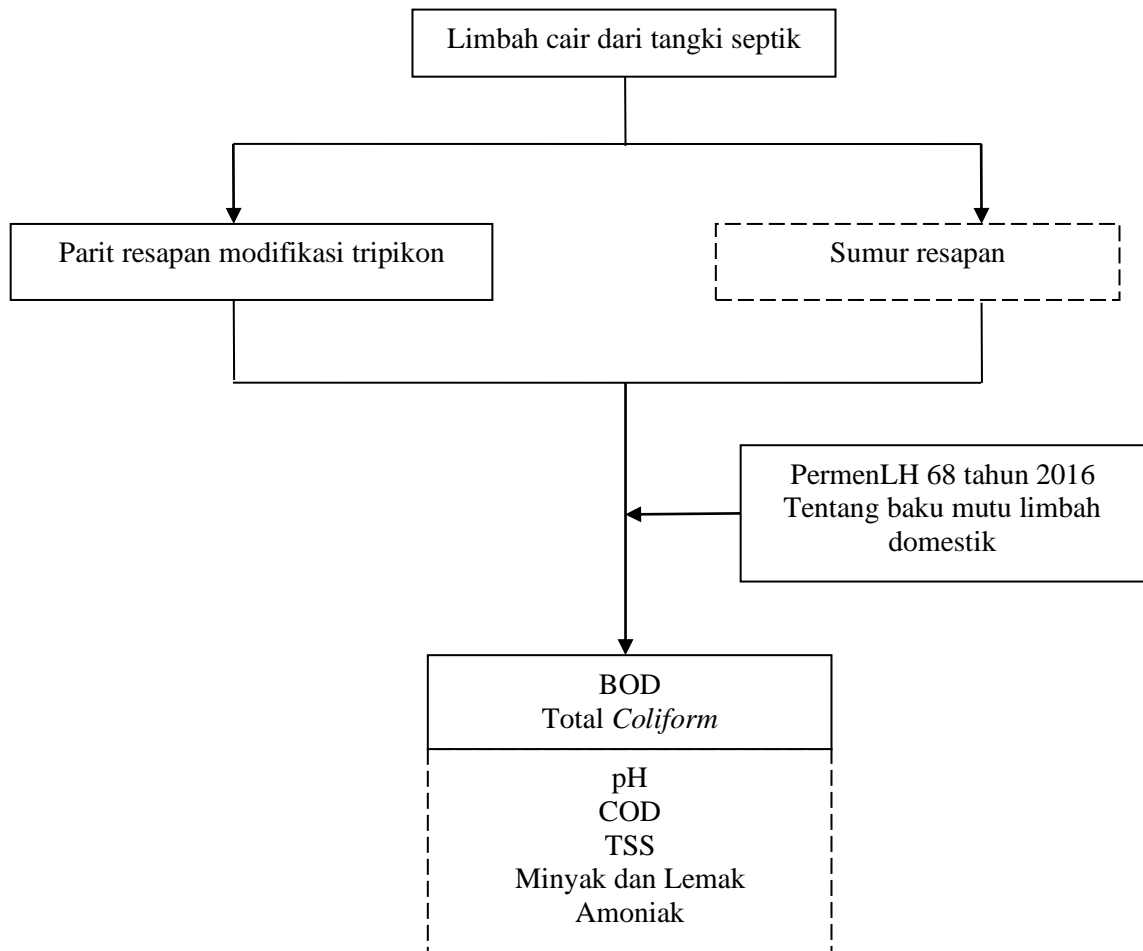 Limbah cair dari tangki septik
Parit resapan modifikasi tripikon
Sumur resapan
PermenLH 68 tahun 2016
Tentang baku mutu limbah
domestik
BOD
Total Coliform
pH
COD
TSS
Minyak dan Lemak
Amoniak